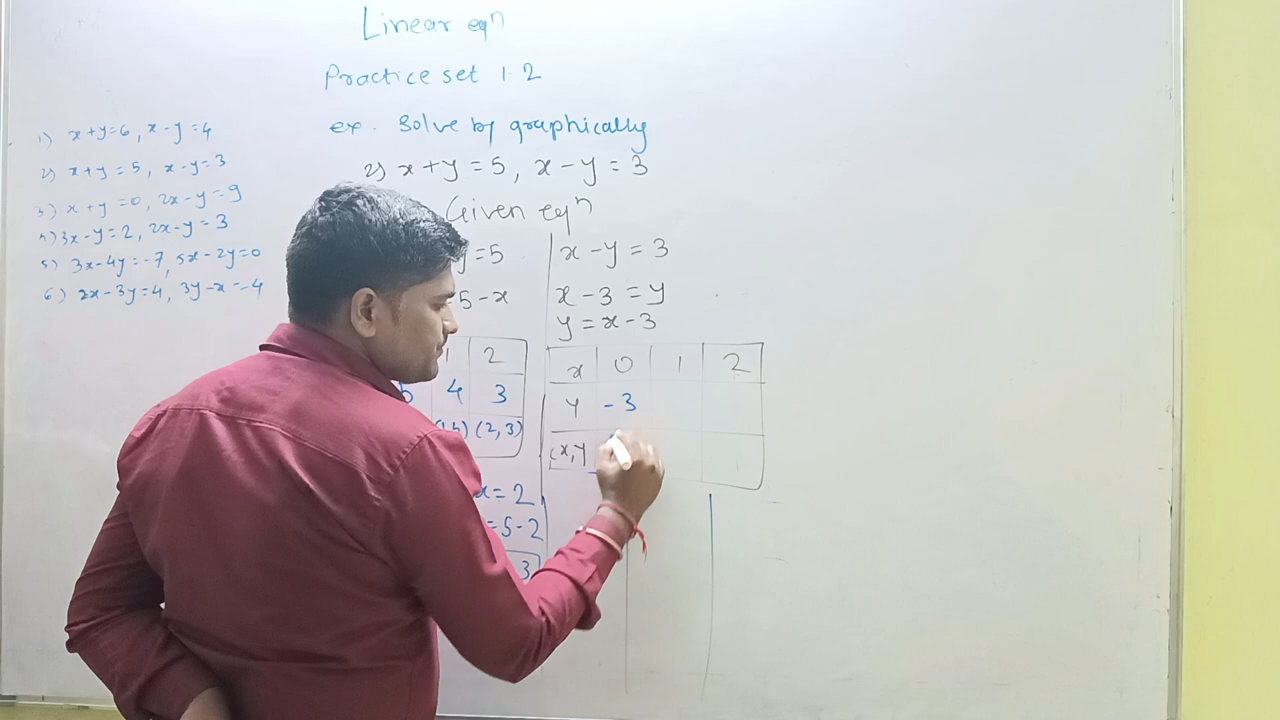 Linear eqⁿ
Practice set 1.2
ex. Solve by graphically
2) x + y = 5, x - y = 3
Given eqⁿ
1) x+y=6, x-y=4
2) x+y=5, x-y=3
3) x+y=0, 2x-y=9
4) 3x-y=2, 2x-y=3
5) 3x-4y=-7, 5x-2y=0
6) 2x-3y=4, 3y-x=-4
y=5
5-x
1 2
5 4 3
(2,3)
x=2
=5-2
3
x-y=3
x-3=y
y=x-3
x 0 1 2
y -3
(x,y